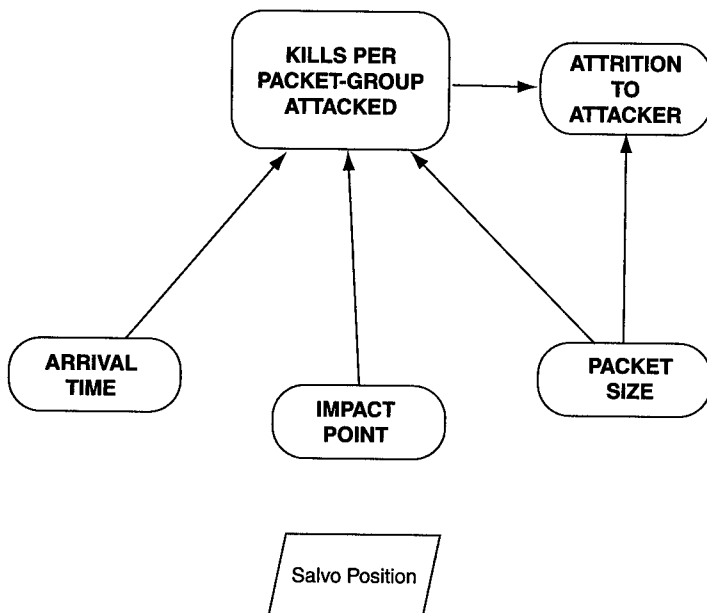 KILLS PER
PACKET-GROUP
ATTACKED
ATTRITION
TO
ATTACKER
ARRIVAL
TIME
IMPACT
POINT
PACKET
SIZE
Salvo Position